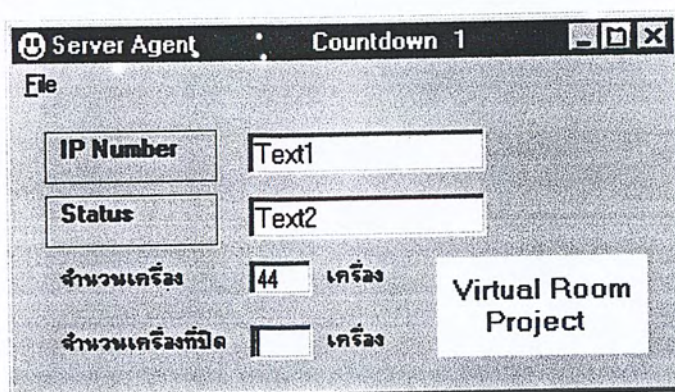 Server Agent Countdown 1
File
IP Number Text1
Status Text2
จำนวนเครื่อง 44 เครื่อง
จำนวนเครื่องที่ปิด เครื่อง
Virtual Room
Project